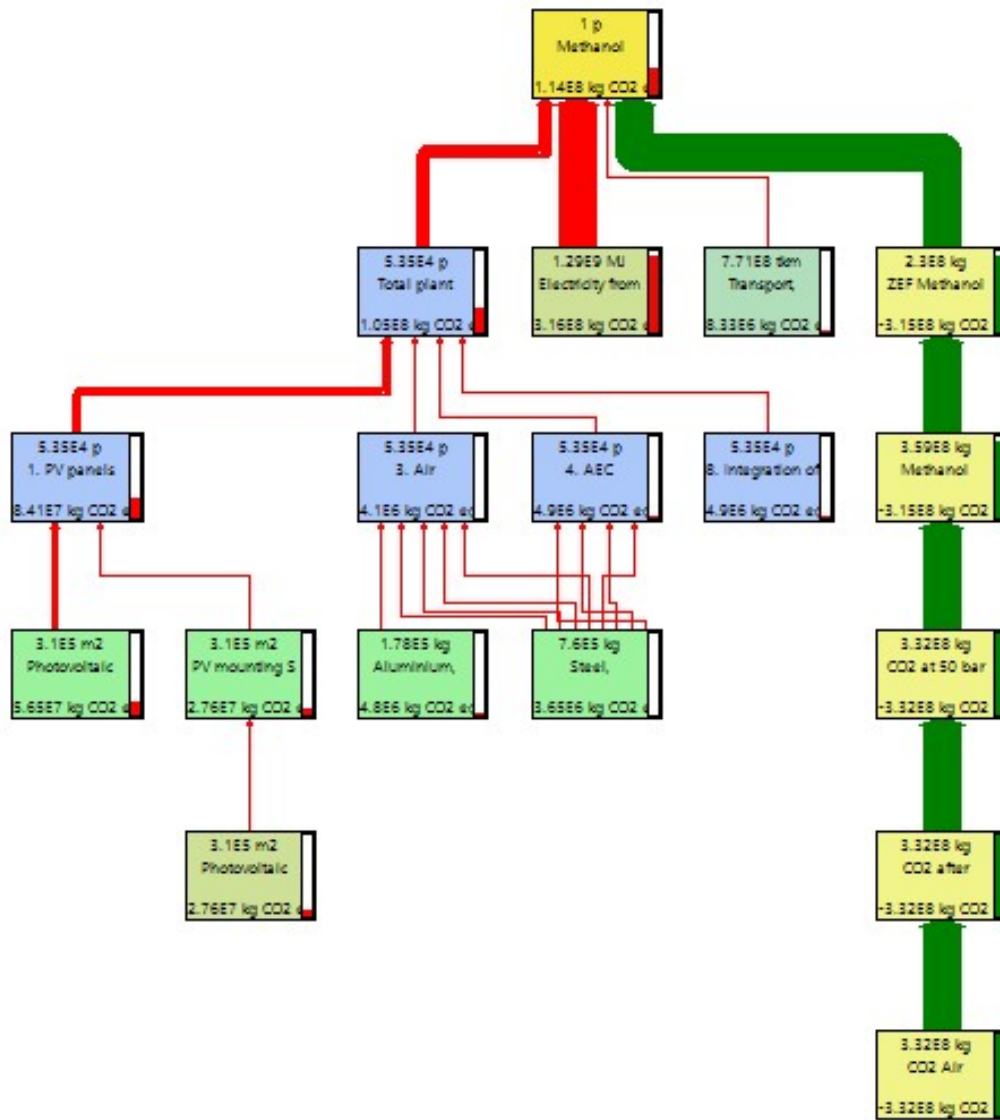 1 p
Methanol
1.14E8 kg CO2 e
5.35E4 p
Total plant
1.05E8 kg CO2 e
1.29E9 MJ
Electricity from
3.16E8 kg CO2 e
7.71E8 tkm
Transport,
8.33E6 kg CO2 e
2.3E8 kg
ZEF Methanol
-3.15E8 kg CO2
5.35E4 p
1. PV panels
8.41E7 kg CO2 e
5.35E4 p
3. Air
4.1E6 kg CO2 ec
5.35E4 p
4. AEC
4.9E6 kg CO2 ec
5.35E4 p
8. Integration of
4.9E6 kg CO2 ec
3.59E8 kg
Methanol
-3.15E8 kg CO2
3.1E5 m2
Photovoltaic
5.65E7 kg CO2 e
3.1E5 m2
PV mounting S
2.76E7 kg CO2 e
1.78E5 kg
Aluminium,
4.8E6 kg CO2 ec
7.6E5 kg
Steel,
3.65E6 kg CO2 e
3.32E8 kg
CO2 at 50 bar
-3.32E8 kg CO2
3.1E5 m2
Photovoltaic
2.76E7 kg CO2 e
3.32E8 kg
CO2 after
-3.32E8 kg CO2
3.32E8 kg
CO2 Air
-3.32E8 kg CO2